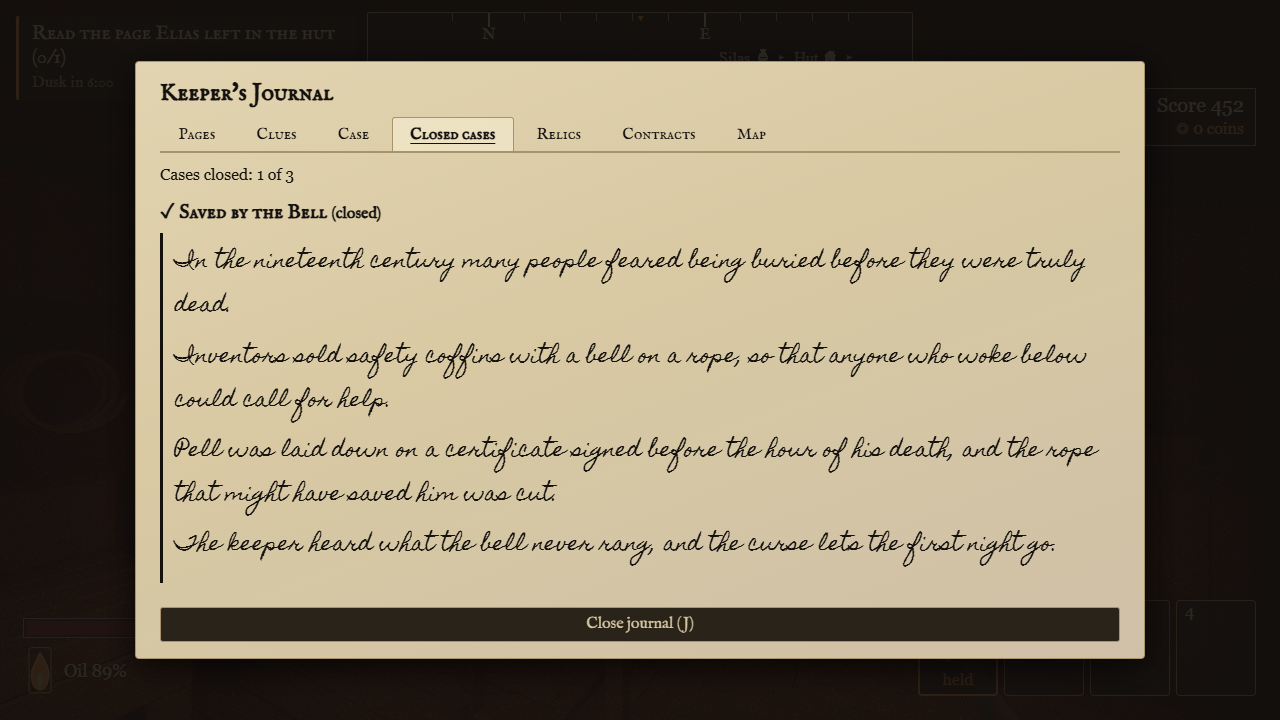 Read the page Elias left in the hut
(0/1)
Dusk in 6:00
N
E
Silas
Hut
Score 452
0 coins
Keeper's Journal
Pages
Clues
Case
Closed cases
Relics
Contracts
Map
Cases closed: 1 of 3
✓ Saved by the Bell (closed)
In the nineteenth century many people feared being buried before they were truly
dead.
Inventors sold safety coffins with a bell on a rope, so that anyone who woke below
could call for help.
Pell was laid down on a certificate signed before the hour of his death, and the rope
that might have saved him was cut.
The keeper heard what the bell never rang, and the curse lets the first night go.
Close journal (J)
Oil 89%
held
4